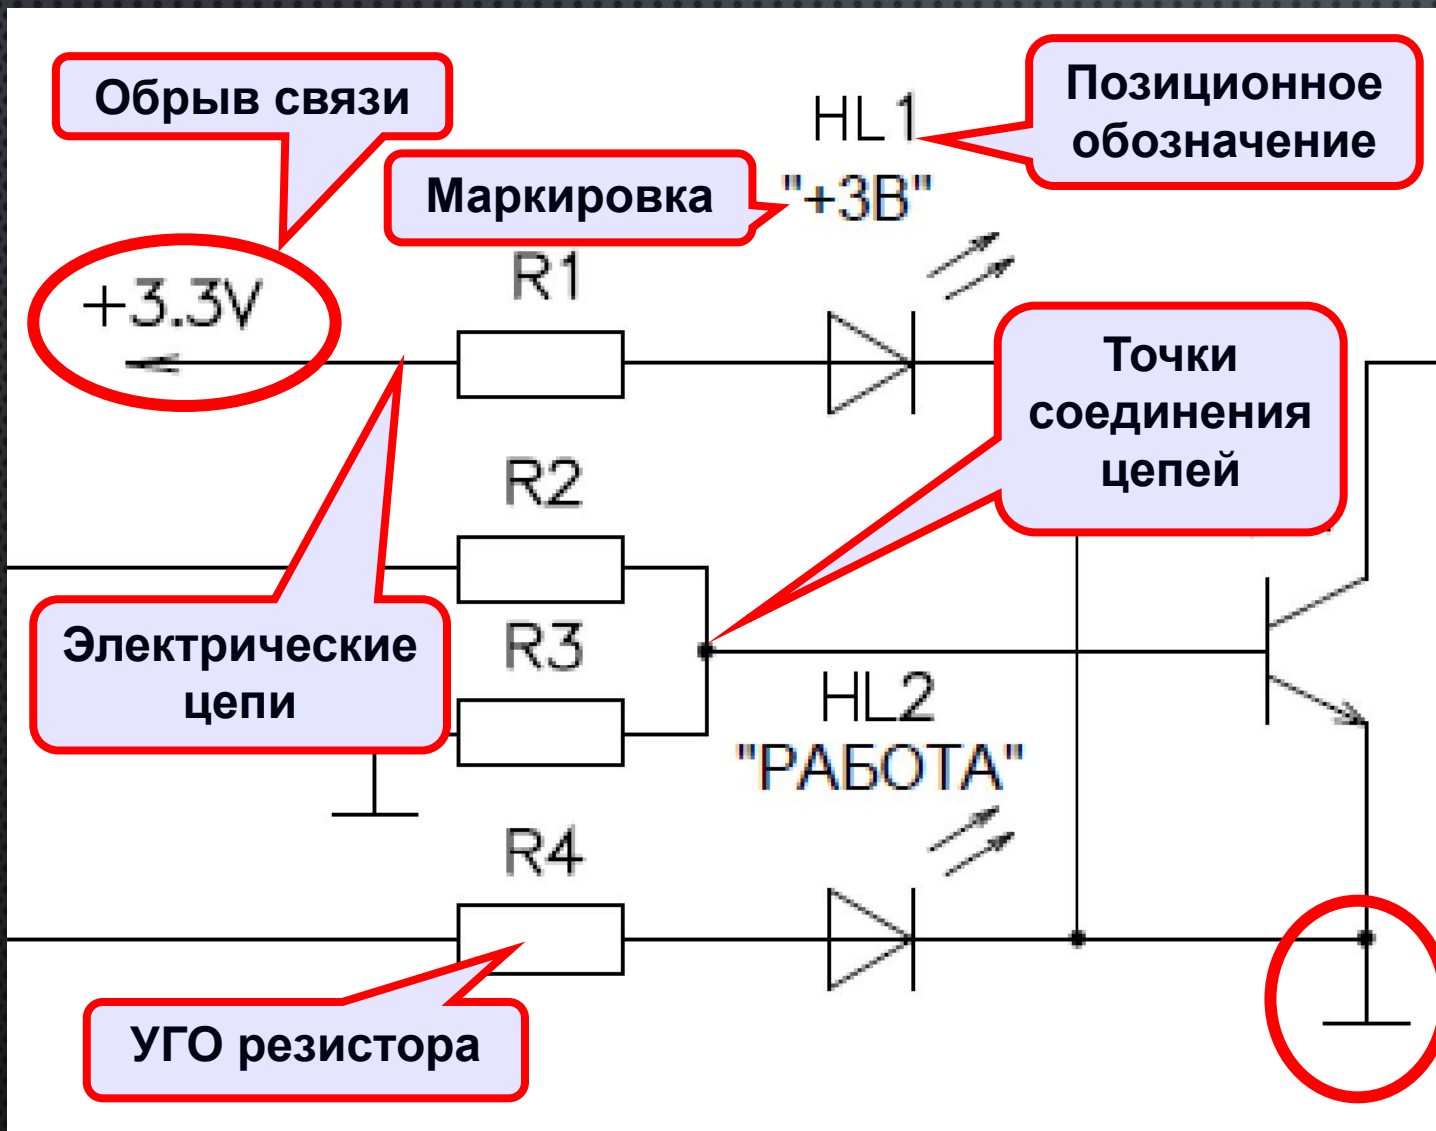 Обрыв связи
HL1
Позиционное
обозначение
Маркировка
"+3В"
+3.3V
R1
Точки
соединения
цепей
R2
Электрические
цепи
R3
HL2
"РАБОТА"
R4
УГО резистора